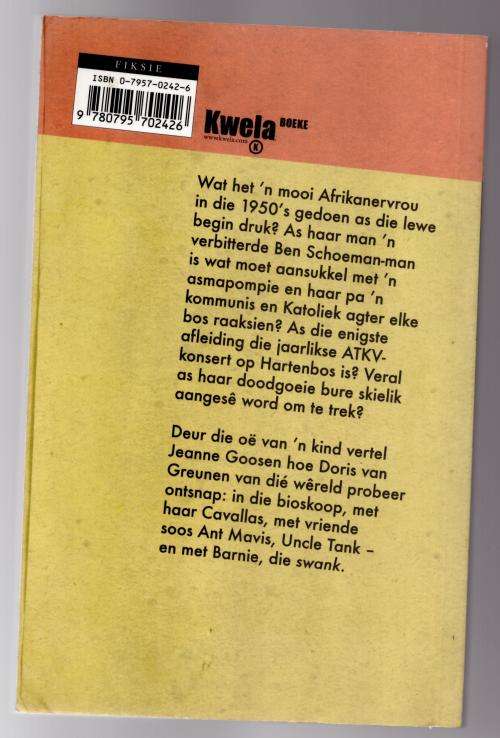 FIKSIE
ISBN 0-7957-0242-6
9 780795 702426
Kwela BOEKE
www.kwela.com
K
Wat het 'n mooi Afrikanervrou
in die 1950's gedoen as die lewe
begin druk? As haar man 'n
verbitterde Ben Schoeman-man
is wat moet aansukkel met 'n
asmapompie en haar pa 'n
kommunis en Katoliek agter elke
bos raaksien? As die enigste
afleiding die jaarlikse ATKV-
konsert op Hartenbos is? Veral
as haar doodgoeie bure skielik
aangesê word om te trek?
Deur die oë van 'n kind vertel
Jeanne Goosen hoe Doris van
Greunen van dié wêreld probeer
ontsnap: in die bioskoop, met
haar Cavallas, met vriende
soos Ant Mavis, Uncle Tank –
en met Barnie, die swank.